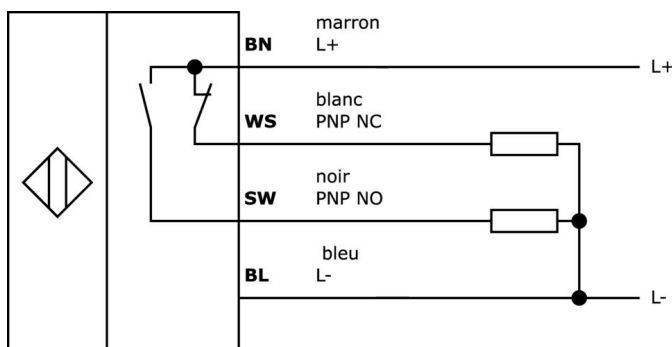 marron
BN L+
L+
blanc
WS PNP NC
noir
SW PNP NO
bleu
BL L-
L-